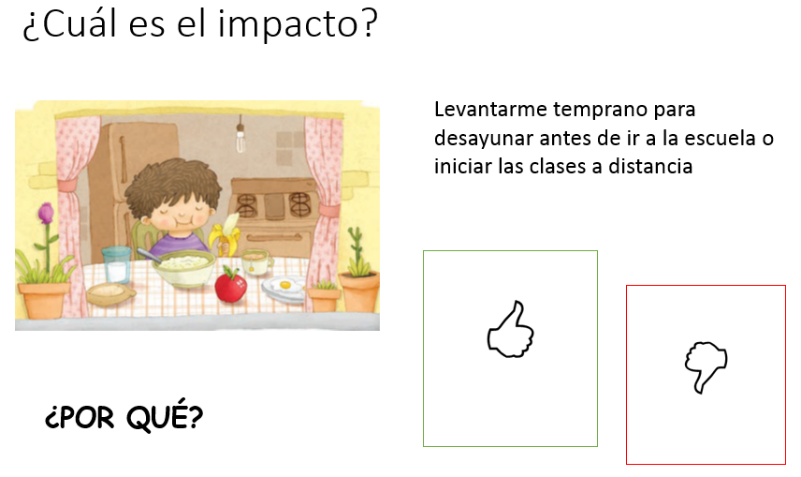 ¿Cuál es el impacto?
Levantarme temprano para
desayunar antes de ir a la escuela o
iniciar las clases a distancia
¿POR QUÉ?